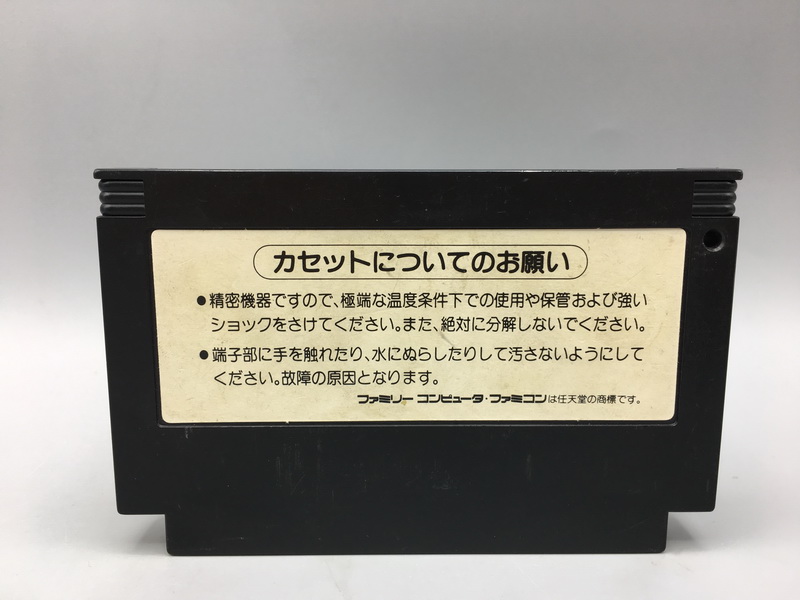 カセットについてのお願い
●精密機器ですので、極端な温度条件下での使用や保管および強い
ショックをさけてください。また、絶対に分解しないでください。
●端子部に手を触れたり、水にぬらしたりして汚さないようにして
ください。故障の原因となります。
ファミリー コンピュータ・ファミコンは任天堂の商標です。